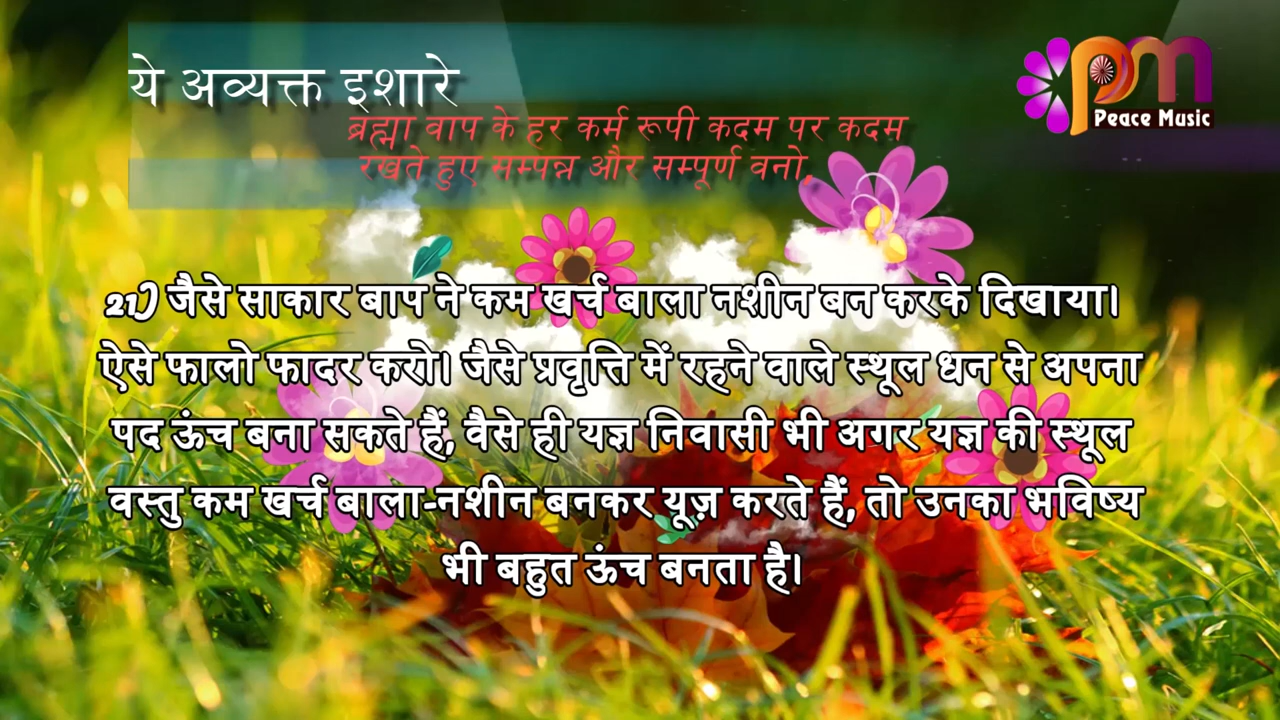 ये अव्यक्त इशारे
ब्रह्मा वाप के हर कर्म रूपी कदम पर कदम
रखते हुए सम्पन्न और सम्पूर्ण वनो.
pm
Peace Music
21) जैसे साकार बाप ने कम खर्च बाला नशीन बन करके दिखाया।
ऐसे फालो फादर करो। जैसे प्रवृत्ति में रहने वाले स्थूल धन से अपना
पद ऊंच बना सकते हैं, वैसे ही यज्ञ निवासी भी अगर यज्ञ की स्थूल
वस्तु कम खर्च बाला-नशीन बनकर यूज़ करते हैं, तो उनका भविष्य
भी बहुत ऊंच बनता है।